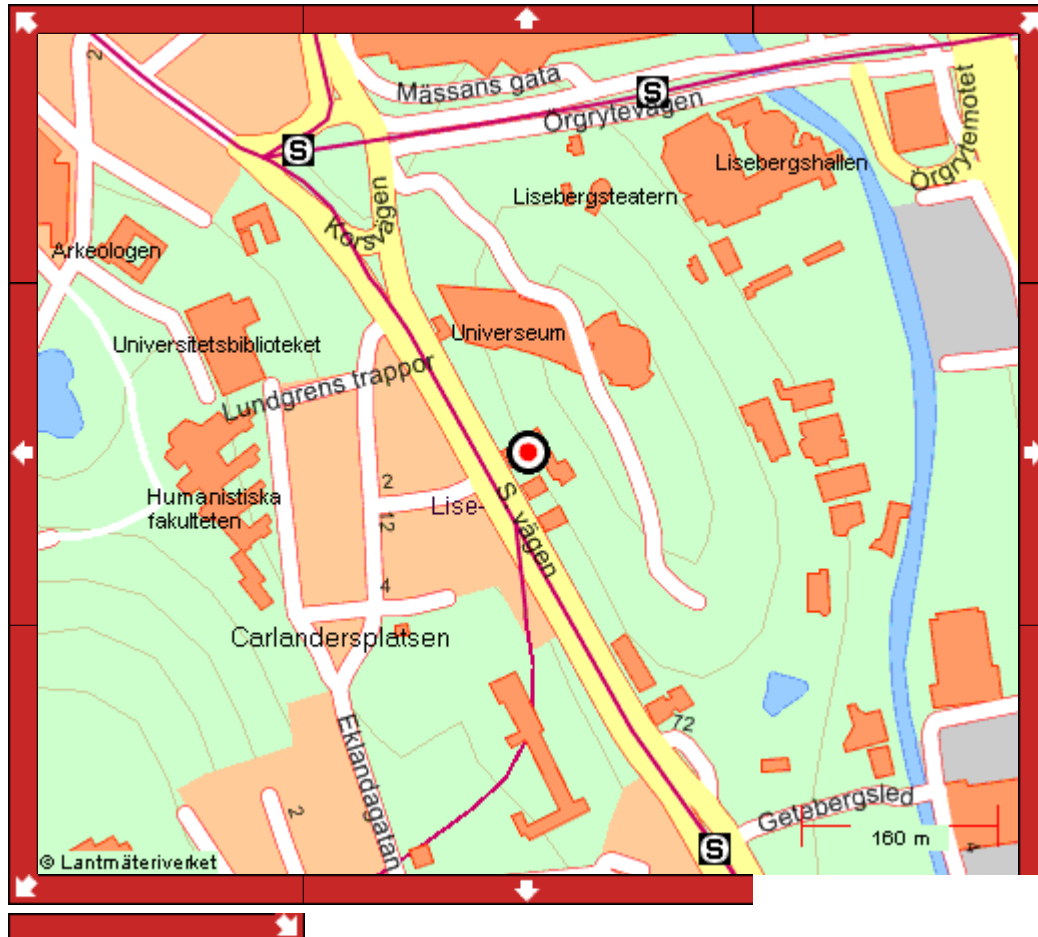 2
Mässans gata
S
Örgrytevägen
Örgrytemotet
S
Lisebergshallen
Lisebergsteatern
Korsvägen
Arkeologen
Universeum
Universitetsbiblioteket
Lundgrens trappor
2
Humanistiska
fakulteten
Lise-
S vägen
12
4
Carlandersplatsen
72
Eklandagatan
2
Getebergsled
160 m
4
S
© Lantmäteriverket